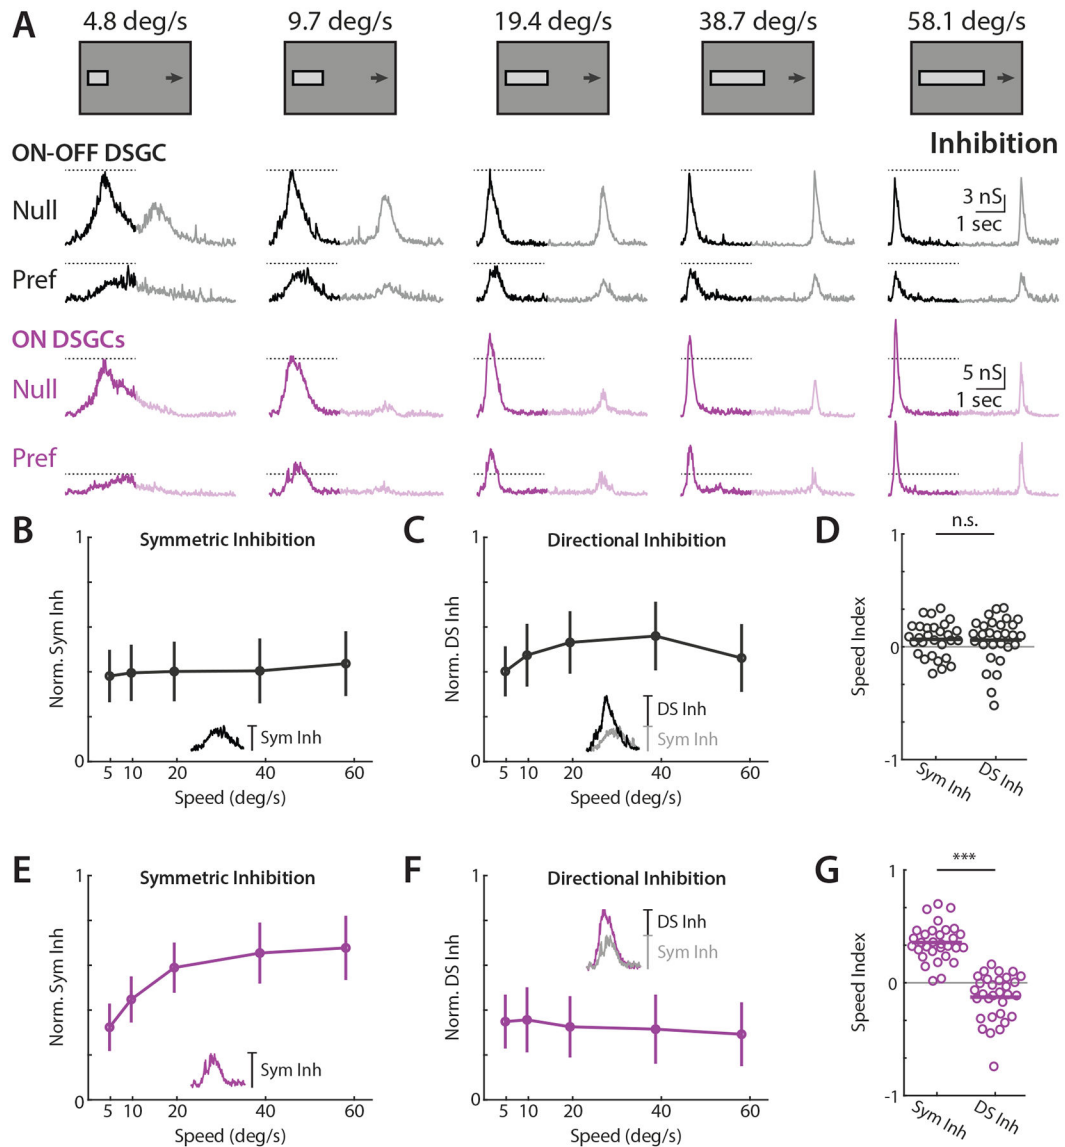 A
4.8 deg/s 9.7 deg/s 19.4 deg/s 38.7 deg/s 58.1 deg/s
ON-OFF DSGC
Inhibition
Null
3 nS
1 sec
Pref
ON DSGCs
Null
5 nS
1 sec
Pref
B
Symmetric Inhibition
Norm. Sym Inh
1
0
Sym Inh
5 10 20 40 60
Speed (deg/s)
C
Directional Inhibition
Norm. DS Inh
1
0
DS Inh
Sym Inh
5 10 20 40 60
Speed (deg/s)
D
n.s.
Speed Index
1
0
-1
Sym Inh
DS Inh
E
Symmetric Inhibition
Norm. Sym Inh
1
0
Sym Inh
5 10 20 40 60
Speed (deg/s)
F
Directional Inhibition
Norm. DS Inh
1
0
DS Inh
Sym Inh
5 10 20 40 60
Speed (deg/s)
G
***
Speed Index
1
0
-1
Sym Inh
DS Inh